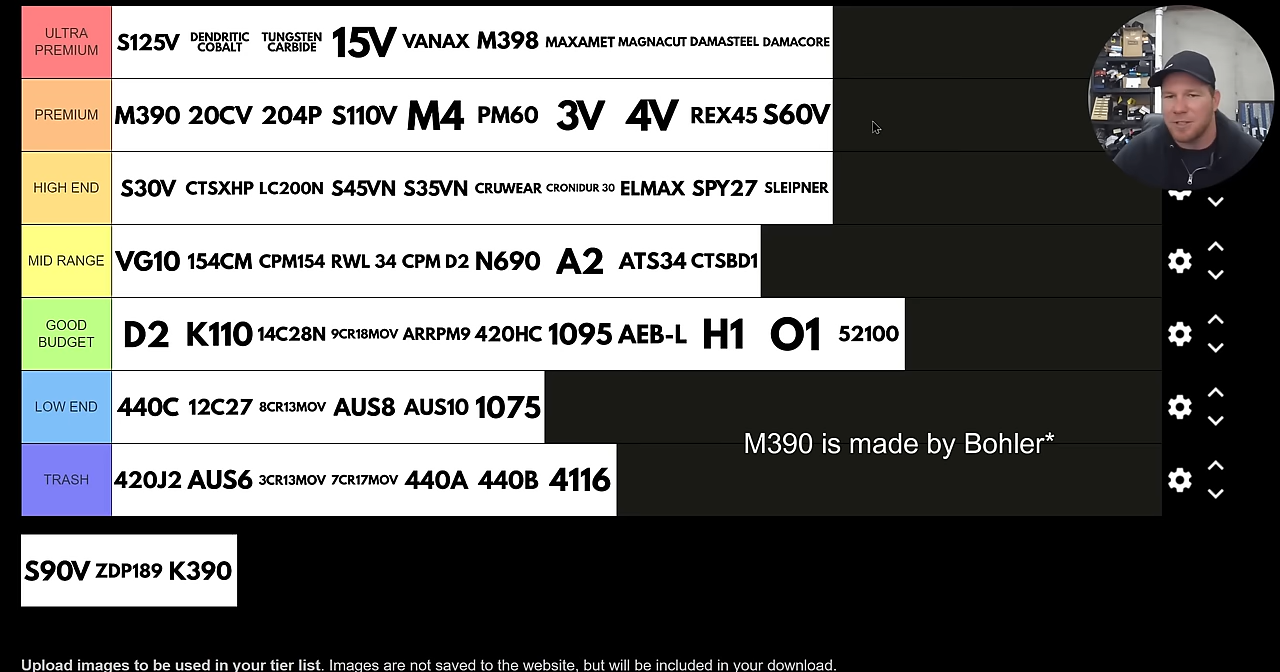 ULTRA
PREMIUM
S125V DENDRITIC COBALT TUNGSTEN CARBIDE 15V VANAX M398 MAXAMET MAGNACUT DAMASTEEL DAMACORE
PREMIUM
M390 20CV 204P S110V M4 PM60 3V 4V REX45 S60V
HIGH END
S30V CTSXHP LC200N S45VN S35VN CRUWEAR CRONIDUR 30 ELMAX SPY27 SLEIPNER
MID RANGE
VG10 154CM CPM154 RWL 34 CPM D2 N690 A2 ATS34 CTSBD1
GOOD
BUDGET
D2 K110 14C28N 9CR18MOV ARRPM9 420HC 1095 AEB-L H1 O1 52100
LOW END
440C 12C27 8CR13MOV AUS8 AUS10 1075
M390 is made by Bohler*
TRASH
420J2 AUS6 3CR13MOV 7CR17MOV 440A 440B 4116
S90V ZDP189 K390
Upload images to be used in your tier list. Images are not saved to the website, but will be included in your download.